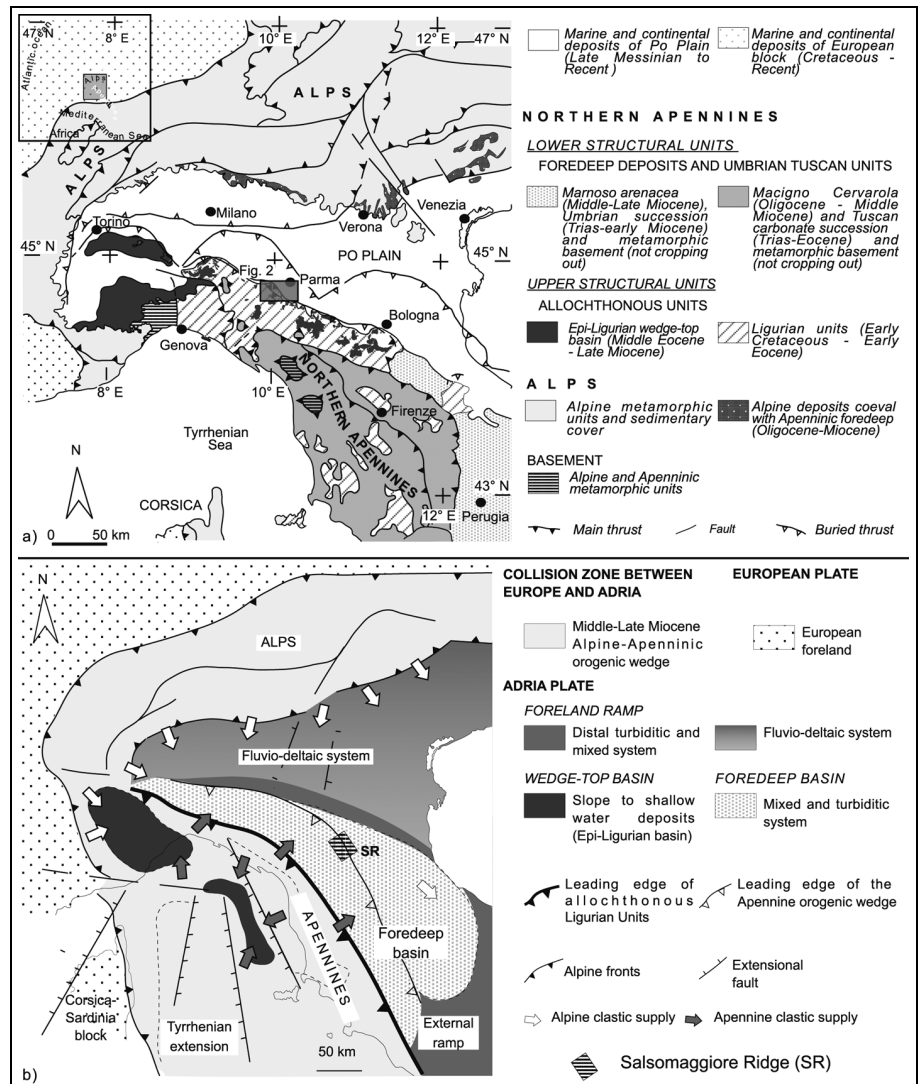 47° N
8° E
10° E
12° E
47° N
Atlantic ocean
Alps
Mediterranean Sea
Africa
ALPS
ALPS
Milano
Torino
Verona
Venezia
45° N
45° N
PO PLAIN
Fig. 2
Parma
Bologna
Genova
8° E
10° E
NORTHERN APENNINES
Firenze
Tyrrhenian
Sea
N
CORSICA
43° N
12° E
Perugia
a)
0 50 km
Marine and continental
deposits of Po Plain
(Late Messinian to
Recent )
Marine and continental
deposits of European
block (Cretaceous -
Recent)
NORTHERN APENNINES
LOWER STRUCTURAL UNITS
FOREDEEP DEPOSITS AND UMBRIAN TUSCAN UNITS
Marnoso arenacea
(Middle-Late Miocene),
Umbrian succession
(Trias-early Miocene)
and metamorphic
basement (not cropping
out)
Macigno Cervarola
(Oligocene - Middle
Miocene) and Tuscan
carbonate succession
(Trias-Eocene) and
metamorphic basement
(not cropping out)
UPPER STRUCTURAL UNITS
ALLOCHTHONOUS UNITS
Epi-Ligurian wedge-top
basin (Middle Eocene
- Late Miocene)
Ligurian units (Early
Cretaceous - Early
Eocene)
ALPS
Alpine metamorphic
units and sedimentary
cover
Alpine deposits coeval
with Apenninic foredeep
(Oligocene-Miocene)
BASEMENT
Alpine and Apenninic
metamorphic units
Main thrust
Fault
Buried thrust
N
ALPS
Fluvio-deltaic system
SR
APENNINES
Foredeep
basin
Corsica-
Sardinia
block
Tyrrhenian
extension
External
ramp
50 km
b)
COLLISION ZONE BETWEEN
EUROPE AND ADRIA
EUROPEAN PLATE
Middle-Late Miocene
Alpine-Apenninic
orogenic wedge
European
foreland
ADRIA PLATE
FORELAND RAMP
Distal turbiditic and
mixed system
Fluvio-deltaic system
WEDGE-TOP BASIN
FOREDEEP BASIN
Slope to shallow
water deposits
(Epi-Ligurian basin)
Mixed and turbiditic
system
Leading edge of
allochthonous
Ligurian Units
Leading edge of the
Apennine orogenic wedge
Alpine fronts
Extensional
fault
Alpine clastic supply
Apennine clastic supply
Salsomaggiore Ridge (SR)